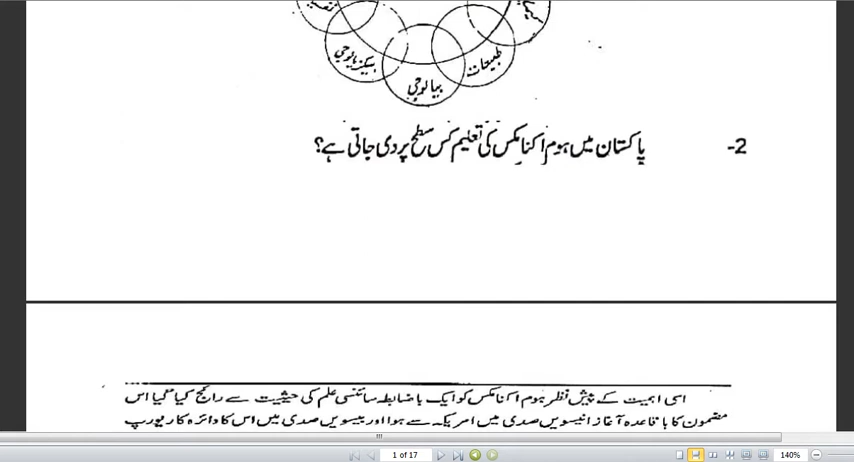 طبیعات
بیالوجی
2- پاکستان میں ہوم اکنامکس کی تعلیم کس سطح پر دی جاتی ہے؟
اسی اہمیت کے پیش نظر ہوم اکنامکس کو ایک باضابطہ سائنسی علم کی حیثیت سے رائج کیا گیا اس
مضمون کا باقاعدہ آغاز انیسویں صدی میں امریکہ سے ہوا اور بیسویں صدی میں اس کا دائرہ کار یورپ
1 of 17
140%